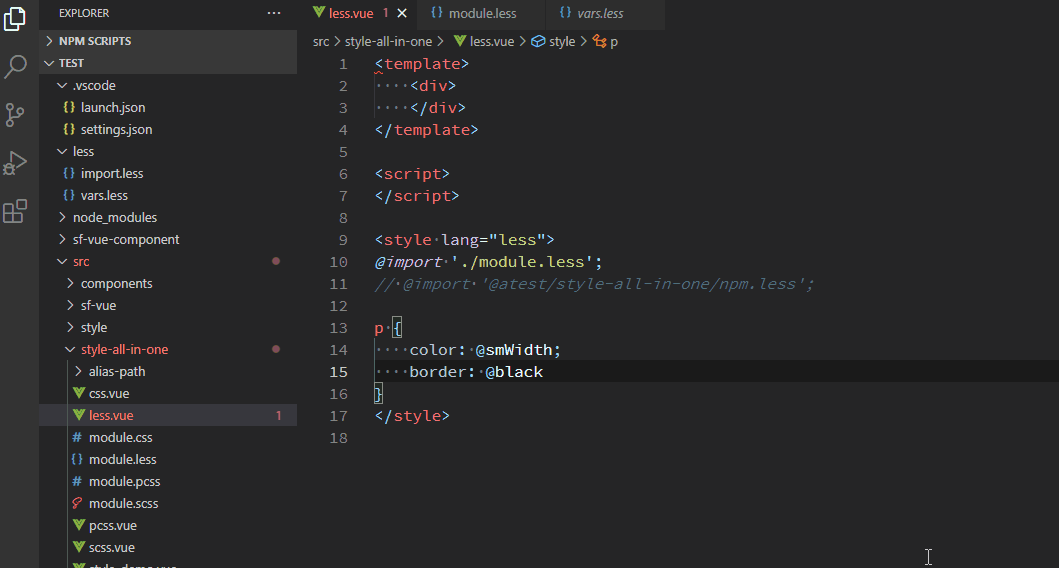 EXPLORER ··· less.vue 1 module.less vars.less
NPM SCRIPTS
TEST
.vscode
launch.json
settings.json
less
import.less
vars.less
node_modules
sf-vue-component
src
components
sf-vue
style
style-all-in-one
alias-path
css.vue
less.vue 1
module.css
module.less
module.pcss
module.scss
pcss.vue
scss.vue
src > style-all-in-one > less.vue > style > p
1 <template>
2 ····<div>
3 ····</div>
4 </template>
5
6 <script>
7 </script>
8
9 <style·lang="less">
10 @import·'./module.less';
11 //·@import·'@atest/style-all-in-one/npm.less';
12
13 p·{
14 ····color:·@smWidth;
15 ····border:·@black
16 }
17 </style>
18